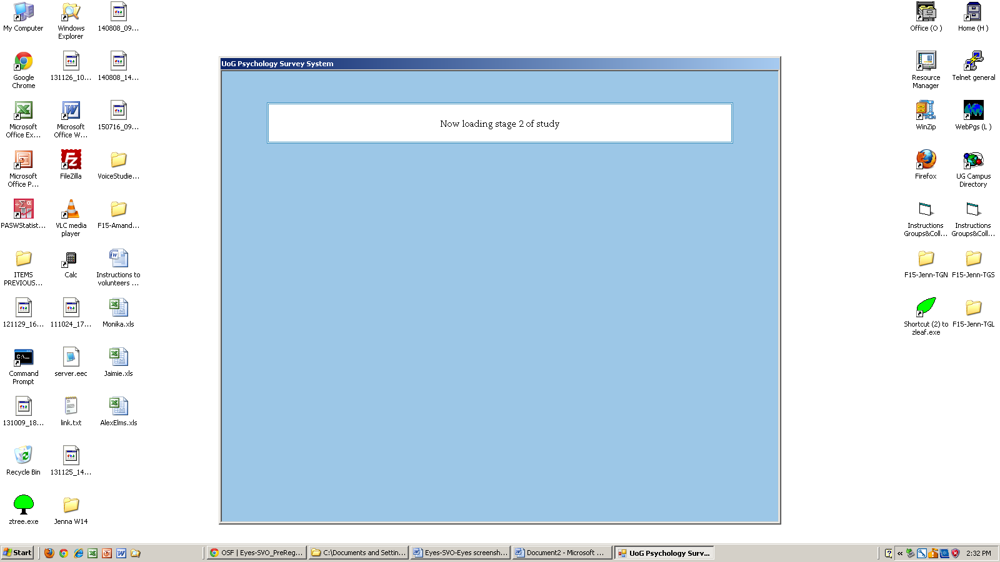 My Computer
Windows
Explorer
140808_09...
Google
Chrome
131126_10...
140808_14...
Microsoft
Office Ex...
Microsoft
Office W...
150716_09...
Microsoft
Office P...
FileZilla
VoiceStudie...
PASWStatist...
VLC media
player
F15-Amand...
ITEMS
PREVIOUS...
Calc
Instructions to
volunteers ...
121129_16...
111024_17...
Monika.xls
Command
Prompt
server.eec
Jaimie.xls
131009_18...
link.txt
AlexElms.xls
Recycle Bin
131125_14...
ztree.exe
Jenna W14
UoG Psychology Survey System
Now loading stage 2 of study
Office (O )
Home (H )
Resource
Manager
Telnet general
WinZip
WebPgs (L )
Firefox
UG Campus
Directory
Instructions
Groups&Coll...
Instructions
Groups&Coll...
F15-Jenn-TGN
F15-Jenn-TGS
Shortcut (2) to
zleaf.exe
F15-Jenn-TGL
Start
OSF | Eyes-SVO_PreReg...
C:\Documents and Settin...
Eyes-SVO-Eyes screensh...
Document2 - Microsoft ...
UoG Psychology Surv...
2:32 PM